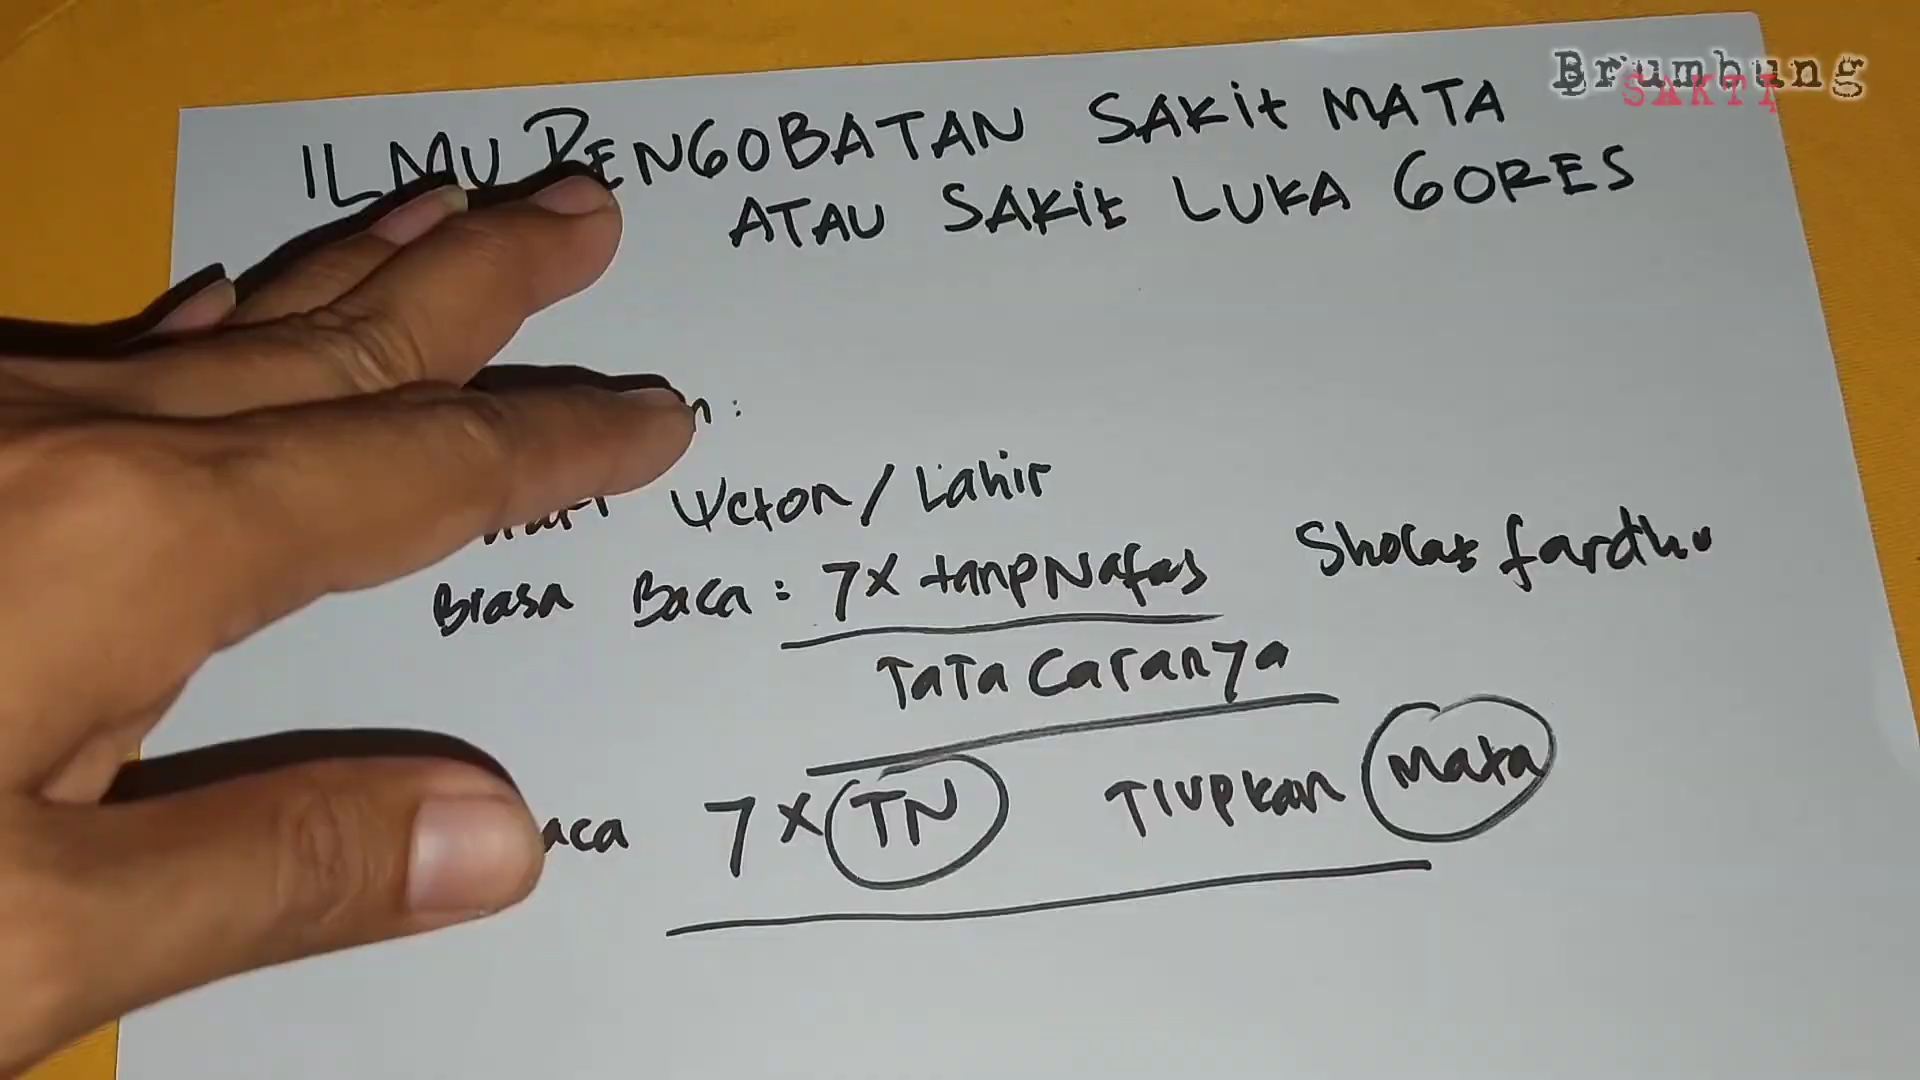 Brumbung
SAKTI
ILMU PENGOBATAN SAKit MATA
ATAU SAKit LUKA GORES
Weton/Lahir
Biasa Baca: 7x tanpNafas Sholat fardhu
TaTa Caranya
7x TN Tiupkan Mata